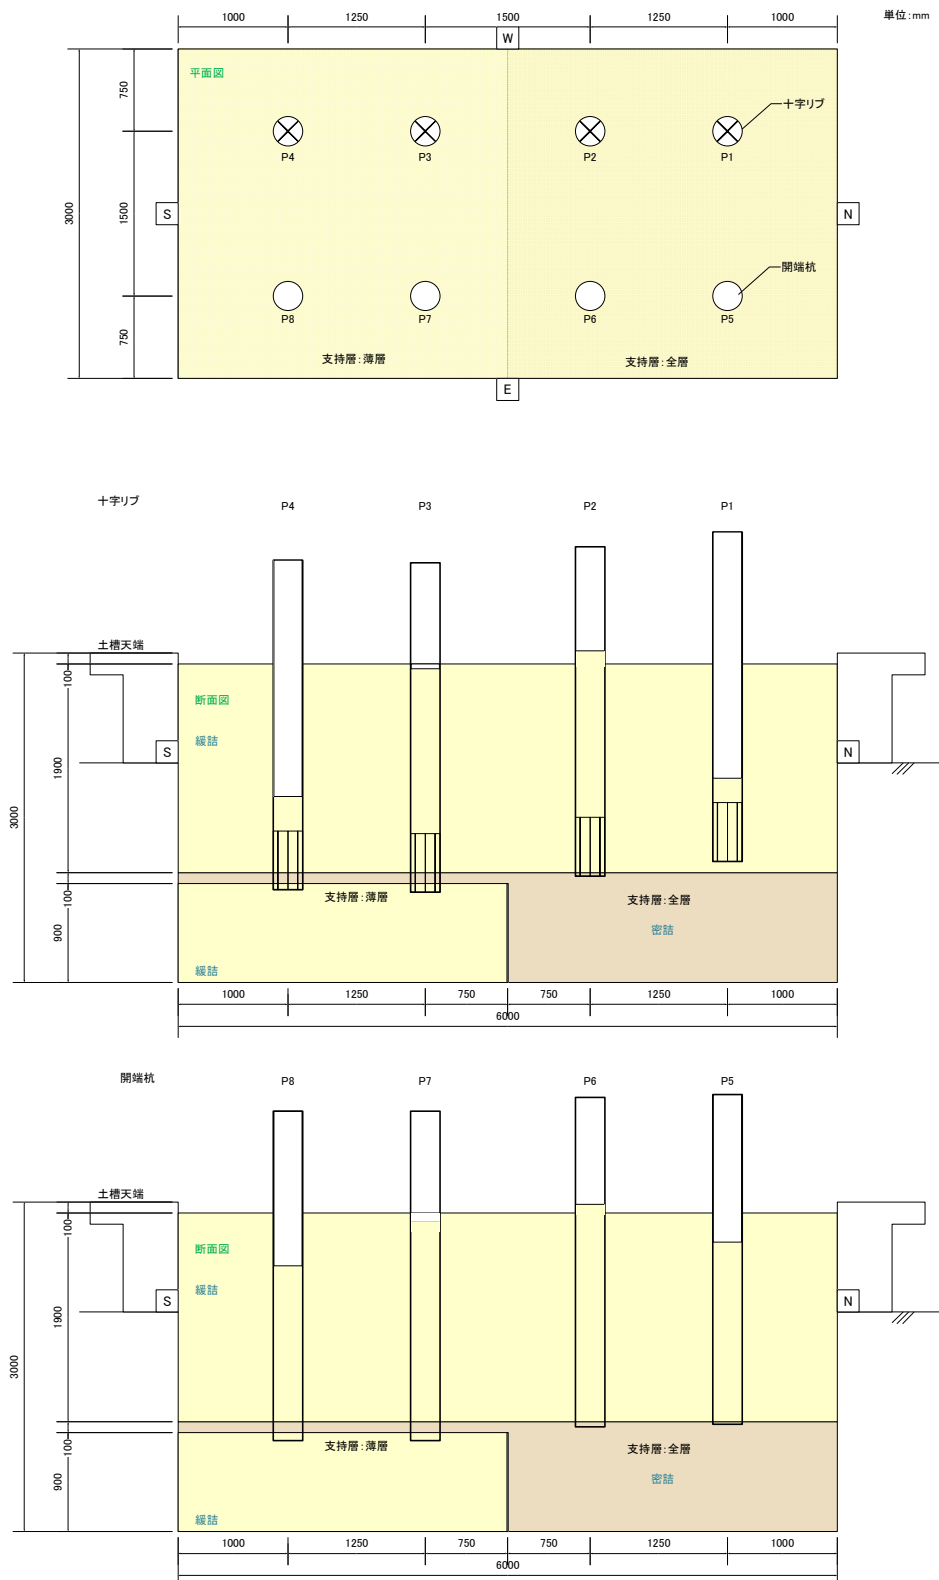 1000 1250 1500 1250 1000 単位:mm
W
平面図
750
十字リブ
P4 P3 P2 P1
3000 1500 S N
開端杭
P8 P7 P6 P5
750
支持層:薄層 支持層:全層
E
十字リブ P4 P3 P2 P1
土槽天端
100
断面図
緩詰
S N
1900
3000
100
支持層:薄層 支持層:全層
密詰
900
緩詰
1000 1250 750 750 1250 1000
6000
開端杭 P8 P7 P6 P5
土槽天端
100
断面図
緩詰
S N
1900
3000
100
支持層:薄層 支持層:全層
密詰
900
緩詰
1000 1250 750 750 1250 1000
6000